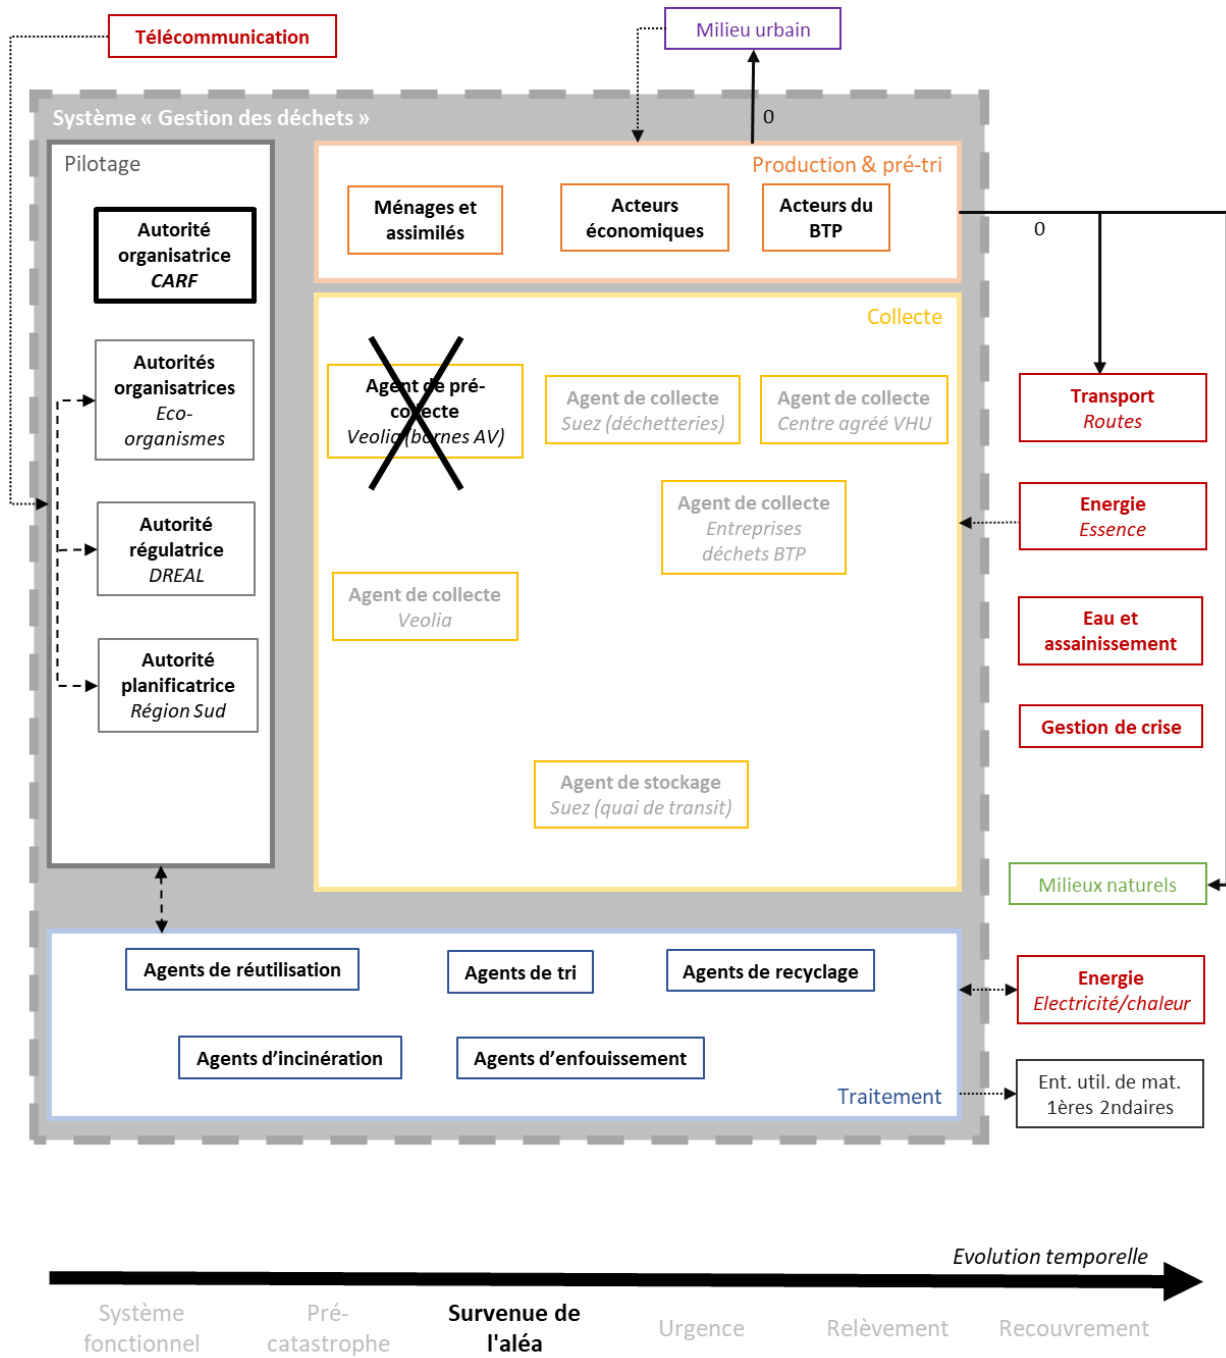 Télécommunication
Milieu urbain
0
Système « Gestion des déchets »
Pilotage
Autorité
organisatrice
CARF
Autorités
organisatrices
Eco-
organismes
Autorité
régulatrice
DREAL
Autorité
planificatrice
Région Sud
Production & pré-tri
Ménages et
assimilés
Acteurs
économiques
Acteurs du
BTP
0
Collecte
Agent de pré-
collecte
Veolia (bornes AV)
Agent de collecte
Suez (déchetteries)
Agent de collecte
Centre agréé VHU
Agent de collecte
Entreprises
déchets BTP
Agent de collecte
Veolia
Agent de stockage
Suez (quai de transit)
Transport
Routes
Energie
Essence
Eau et
assainissement
Gestion de crise
Milieux naturels
Agents de réutilisation
Agents de tri
Agents de recyclage
Agents d'incinération
Agents d'enfouissement
Traitement
Energie
Electricité/chaleur
Ent. util. de mat.
1ères 2ndaires
Evolution temporelle
Système
fonctionnel
Pré-
catastrophe
Survenue de
l'aléa
Urgence
Relèvement
Recouvrement